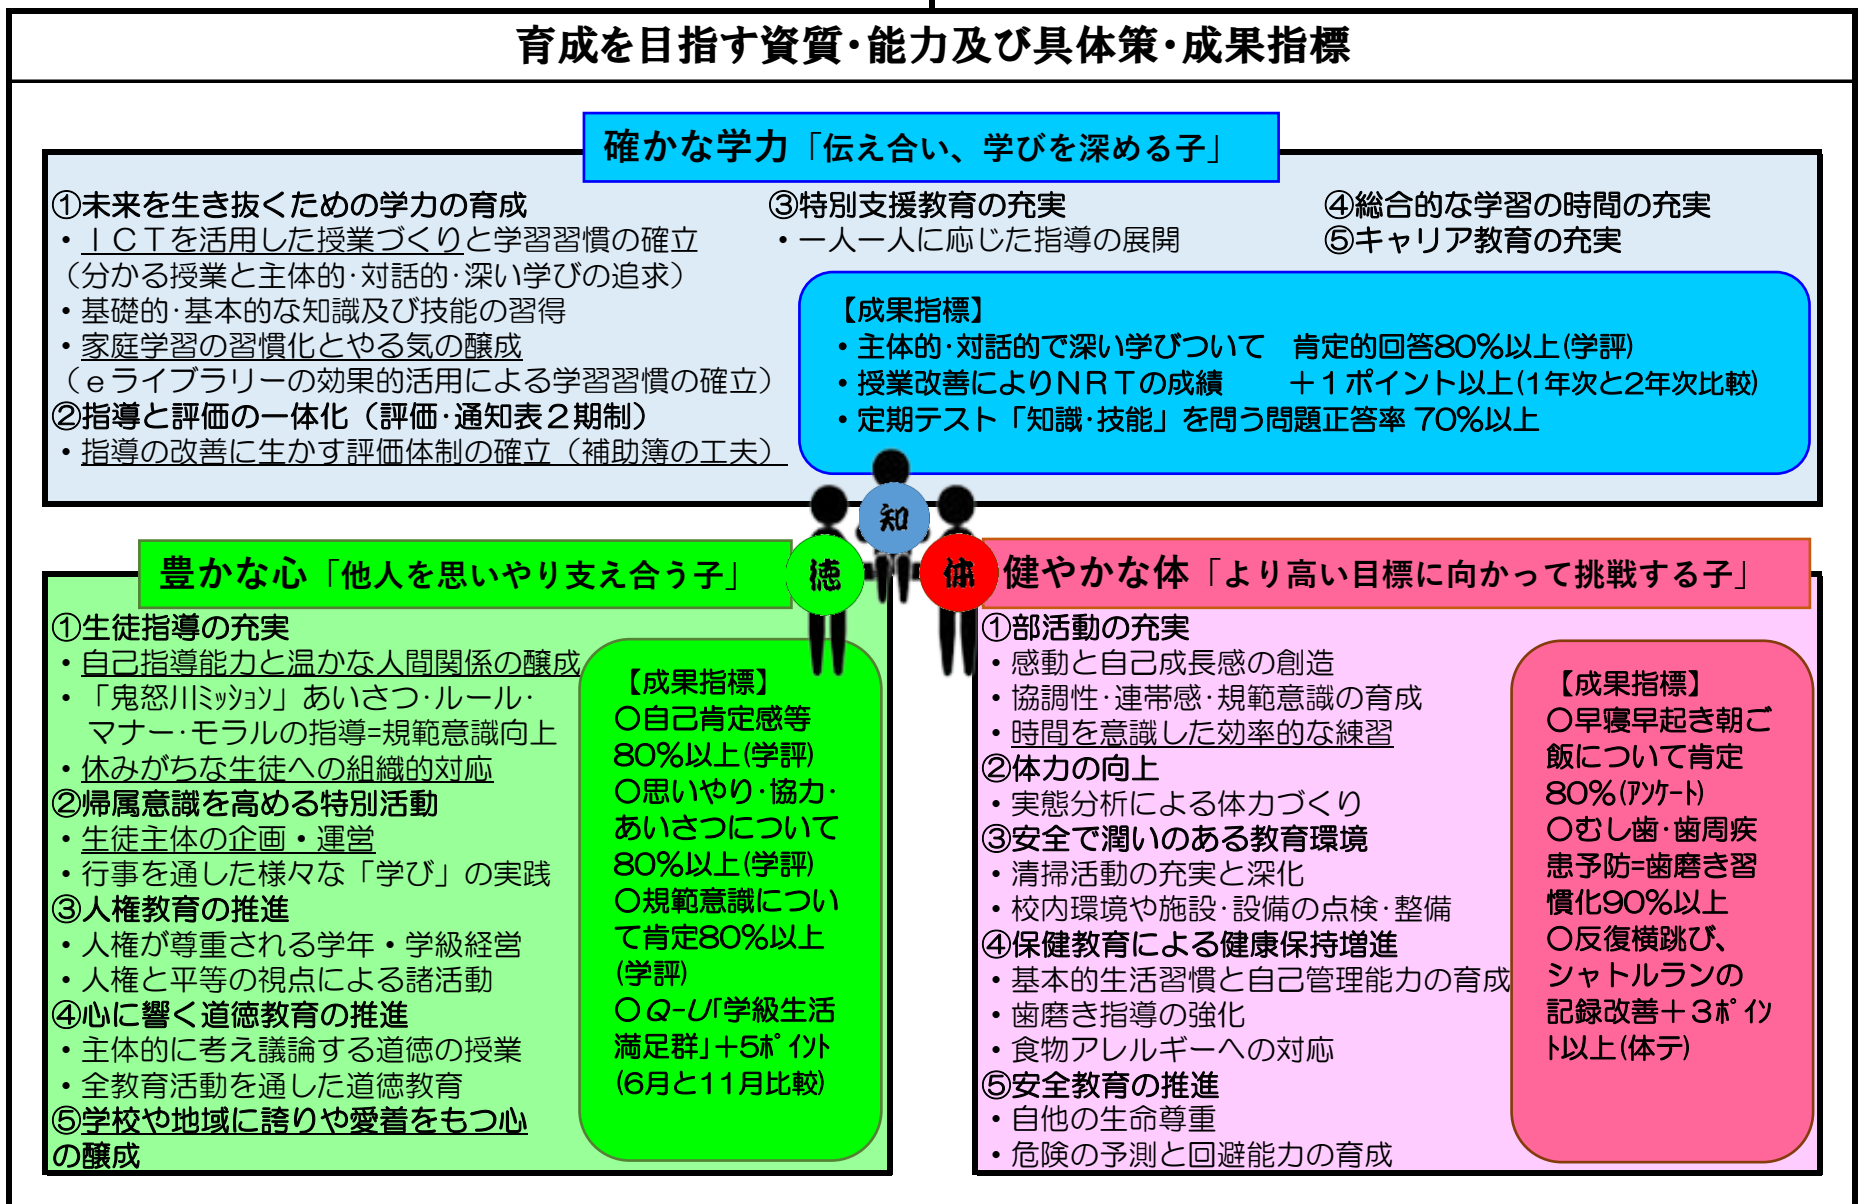 育成を目指す資質・能力及び具体策・成果指標
確かな学力「伝え合い、学びを深める子」
①未来を生き抜くための学力の育成
・ＩＣＴを活用した授業づくりと学習習慣の確立
（分かる授業と主体的･対話的･深い学びの追求）
・基礎的･基本的な知識及び技能の習得
・家庭学習の習慣化とやる気の醸成
（ｅライブラリーの効果的活用による学習習慣の確立）
②指導と評価の一体化（評価･通知表２期制）
・指導の改善に生かす評価体制の確立（補助簿の工夫）
③特別支援教育の充実
・一人一人に応じた指導の展開
④総合的な学習の時間の充実
⑤キャリア教育の充実
【成果指標】
・主体的･対話的で深い学びついて　肯定的回答80%以上(学評)
・授業改善によりＮＲＴの成績　　＋１ポイント以上(1年次と2年次比較)
・定期テスト「知識･技能」を問う問題正答率 70%以上
知
徳
体
豊かな心「他人を思いやり支え合う子」
①生徒指導の充実
・自己指導能力と温かな人間関係の醸成
・「鬼怒川ﾐｯｼｮﾝ」あいさつ･ルール･
マナー･モラルの指導=規範意識向上
・休みがちな生徒への組織的対応
②帰属意識を高める特別活動
・生徒主体の企画・運営
・行事を通した様々な「学び」の実践
③人権教育の推進
・人権が尊重される学年・学級経営
・人権と平等の視点による諸活動
④心に響く道徳教育の推進
・主体的に考え議論する道徳の授業
・全教育活動を通した道徳教育
⑤学校や地域に誇りや愛着をもつ心
の醸成
【成果指標】
○自己肯定感等
80%以上(学評)
○思いやり･協力･
あいさつについて
80%以上(学評)
○規範意識につい
て肯定80%以上
(学評)
○Q-U｢学級生活
満足群｣＋5ﾎﾟｲﾝﾄ
(6月と11月比較)
健やかな体「より高い目標に向かって挑戦する子」
①部活動の充実
・感動と自己成長感の創造
・協調性･連帯感･規範意識の育成
・時間を意識した効率的な練習
②体力の向上
・実態分析による体力づくり
③安全で潤いのある教育環境
・清掃活動の充実と深化
・校内環境や施設･設備の点検･整備
④保健教育による健康保持増進
・基本的生活習慣と自己管理能力の育成
・歯磨き指導の強化
・食物アレルギーへの対応
⑤安全教育の推進
・自他の生命尊重
・危険の予測と回避能力の育成
【成果指標】
○早寝早起き朝ご
飯について肯定
80%(ｱﾝｹｰﾄ)
○むし歯･歯周疾
患予防=歯磨き習
慣化90%以上
○反復横跳び、
シャトルランの
記録改善＋３ﾎﾟｲﾝ
ﾄ以上(体テ)